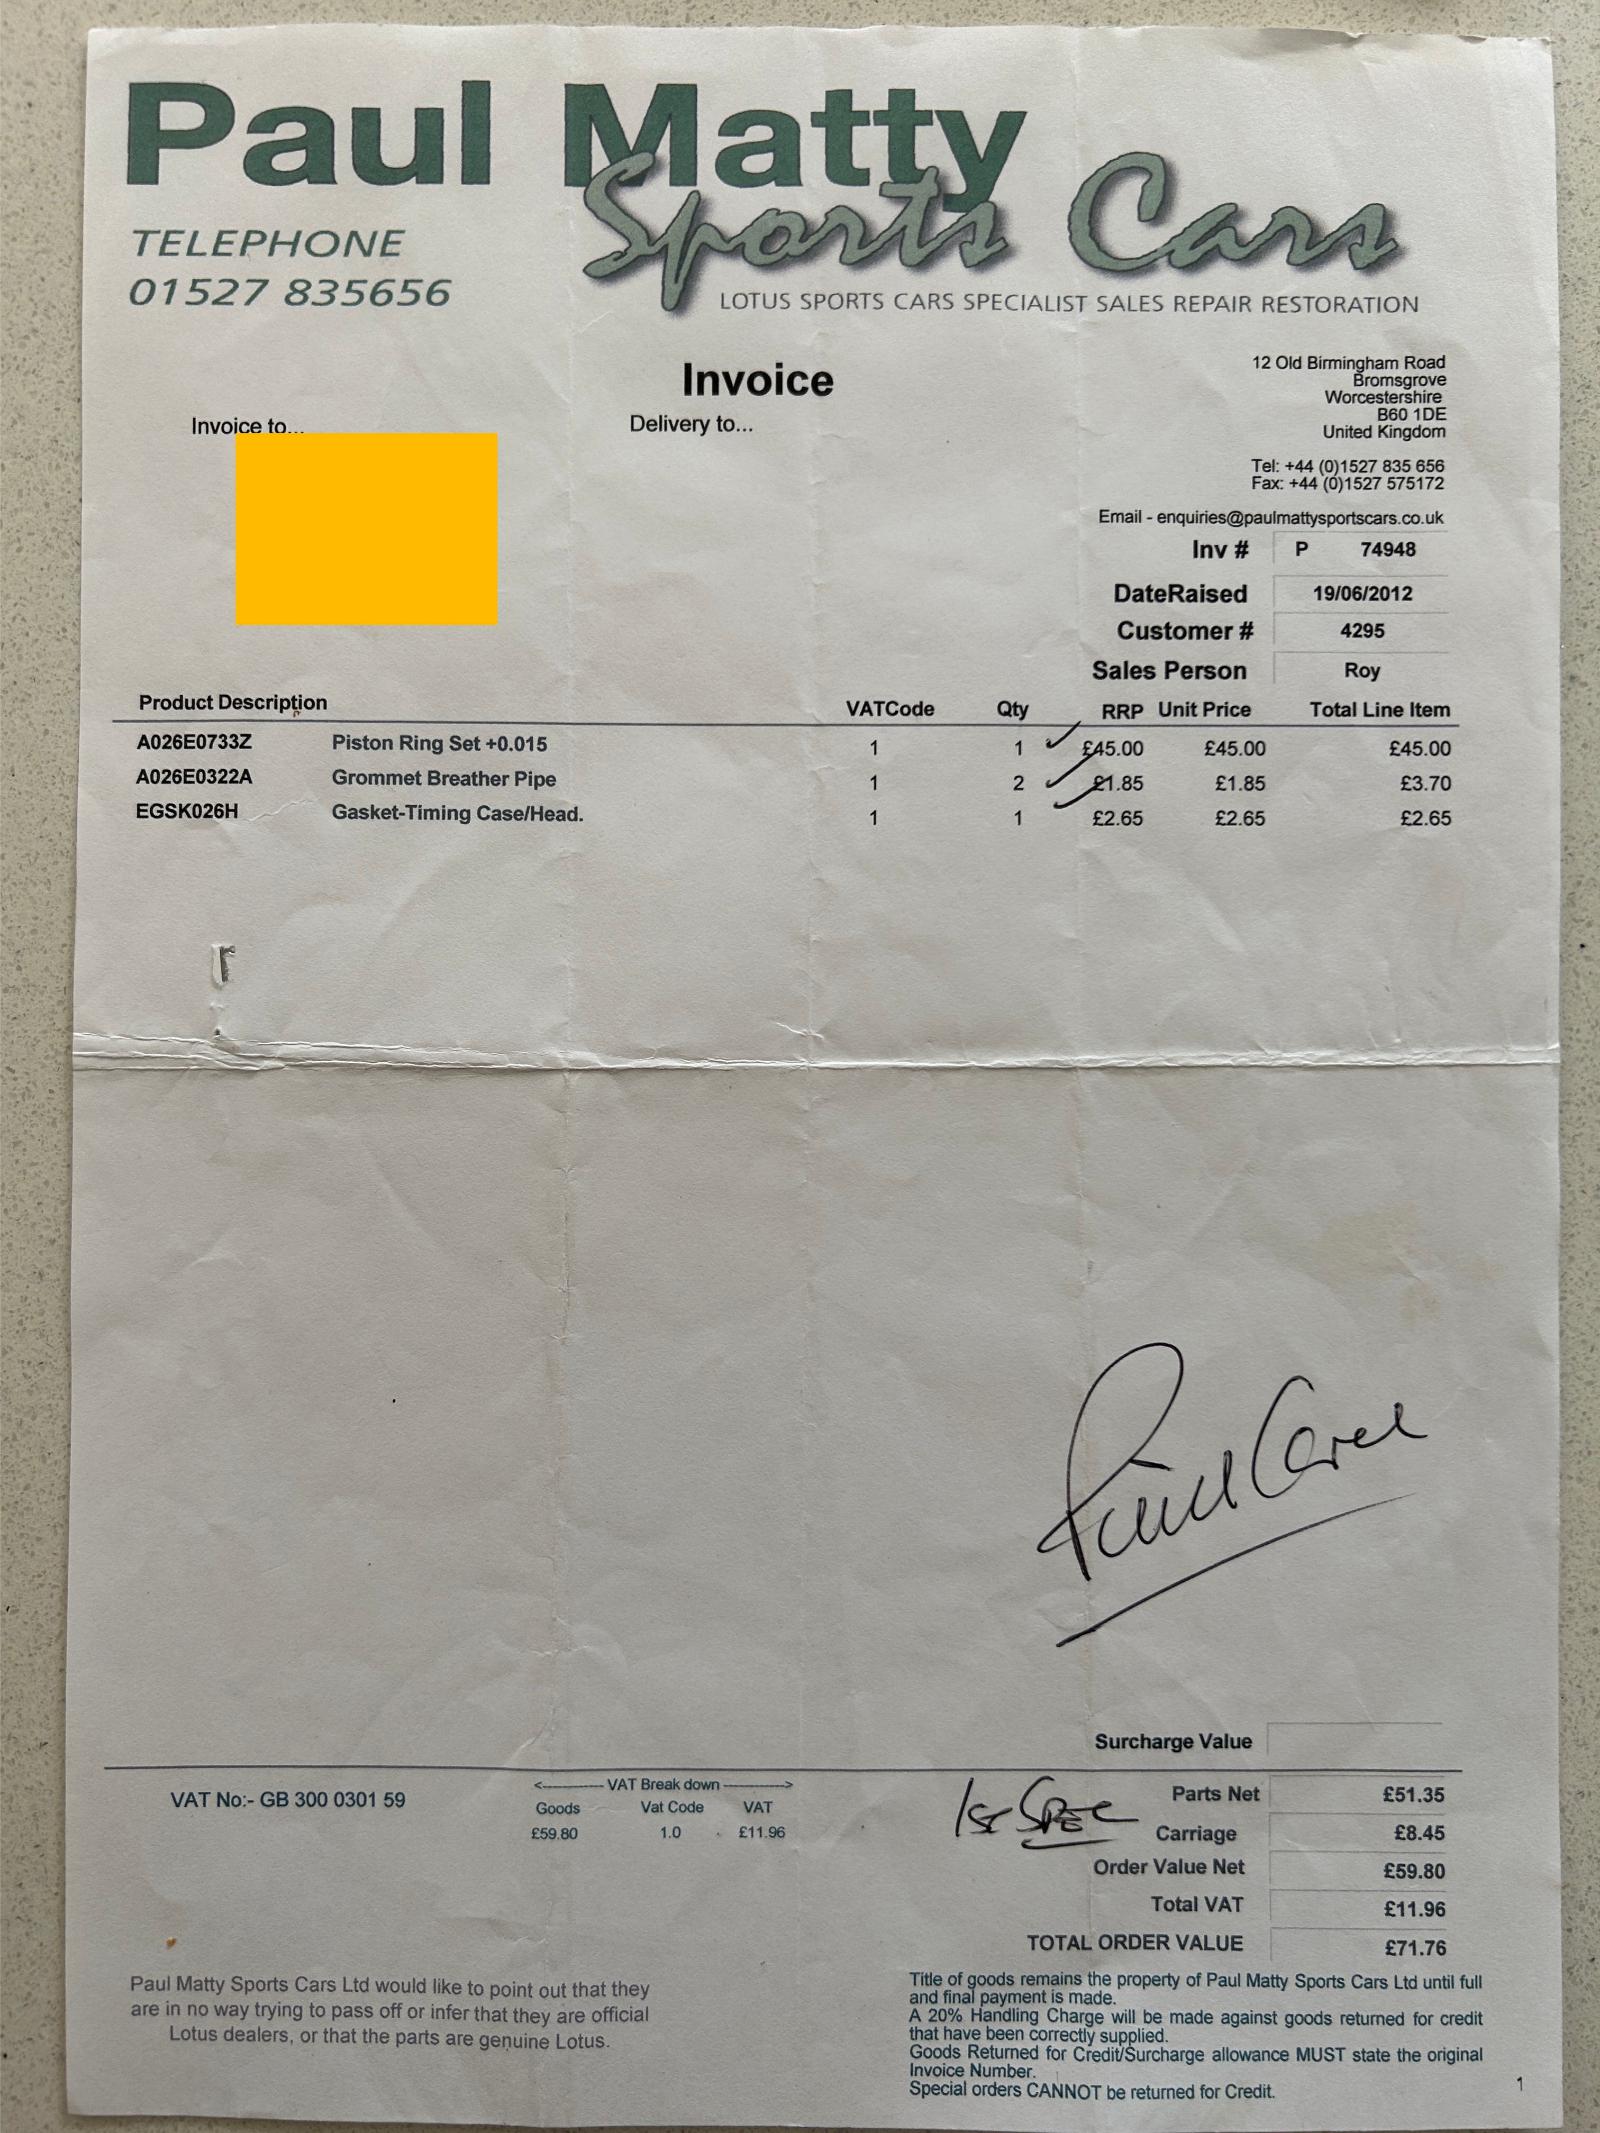 Paul Matty
Sports Cars
TELEPHONE
01527 835656
LOTUS SPORTS CARS SPECIALIST SALES REPAIR RESTORATION
Invoice
12 Old Birmingham Road
Bromsgrove
Worcestershire
B60 1DE
United Kingdom
Invoice to...
Delivery to...
Tel: +44 (0)1527 835 656
Fax: +44 (0)1527 575172
Email - enquiries@paulmattysportscars.co.uk
Inv # P 74948
DateRaised 19/06/2012
Customer # 4295
Sales Person Roy
Product Description VATCode Qty RRP Unit Price Total Line Item
A026E0733Z Piston Ring Set +0.015 1 1 £45.00 £45.00 £45.00
A026E0322A Grommet Breather Pipe 1 2 £1.85 £1.85 £3.70
EGSK026H Gasket-Timing Case/Head. 1 1 £2.65 £2.65 £2.65
Surcharge Value
VAT No:- GB 300 0301 59
<------------ VAT Break down ------------>
Goods Vat Code VAT
£59.80 1.0 £11.96
1st SPEC
Parts Net £51.35
Carriage £8.45
Order Value Net £59.80
Total VAT £11.96
TOTAL ORDER VALUE £71.76
Paul Matty Sports Cars Ltd would like to point out that they
are in no way trying to pass off or infer that they are official
Lotus dealers, or that the parts are genuine Lotus.
Title of goods remains the property of Paul Matty Sports Cars Ltd until full
and final payment is made.
A 20% Handling Charge will be made against goods returned for credit
that have been correctly supplied.
Goods Returned for Credit/Surcharge allowance MUST state the original
Invoice Number.
Special orders CANNOT be returned for Credit.
1